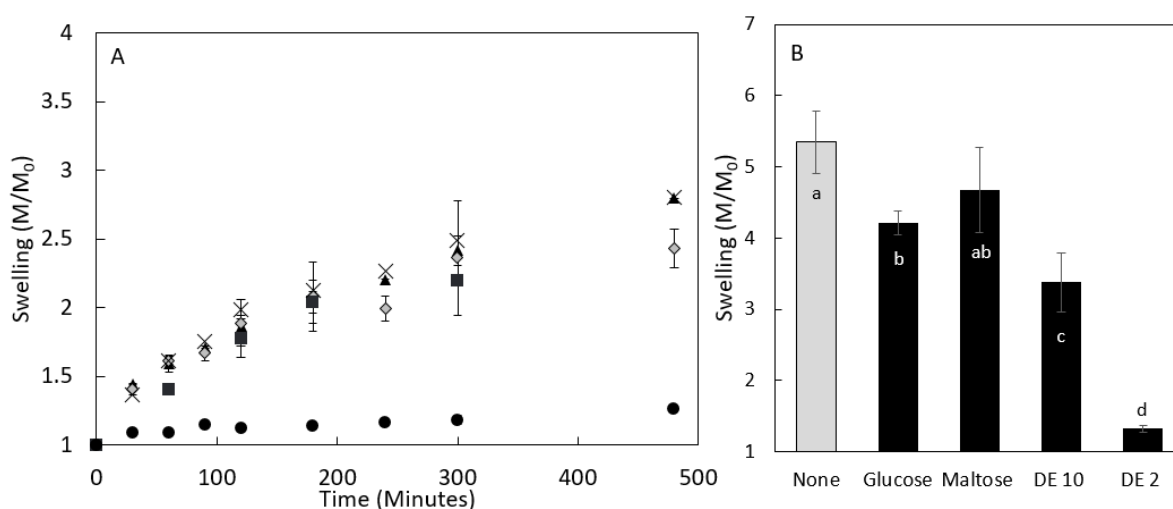 A
Swelling (M/M₀)
4
3.5
3
2.5
2
1.5
1
0 100 200 300 400 500
Time (Minutes)
B
Swelling (M/M₀)
7
6
5
4
3
2
1
a
b
ab
c
d
None Glucose Maltose DE 10 DE 2